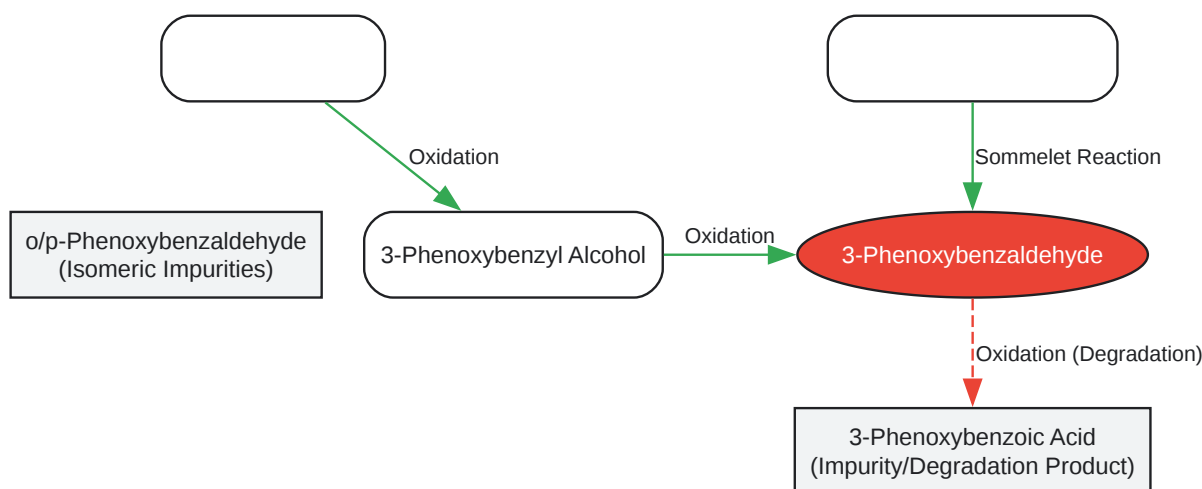 Oxidation
Sommelet Reaction
o/p-Phenoxybenzaldehyde
(Isomeric Impurities)
3-Phenoxybenzyl Alcohol
Oxidation
3-Phenoxybenzaldehyde
Oxidation (Degradation)
3-Phenoxybenzoic Acid
(Impurity/Degradation Product)